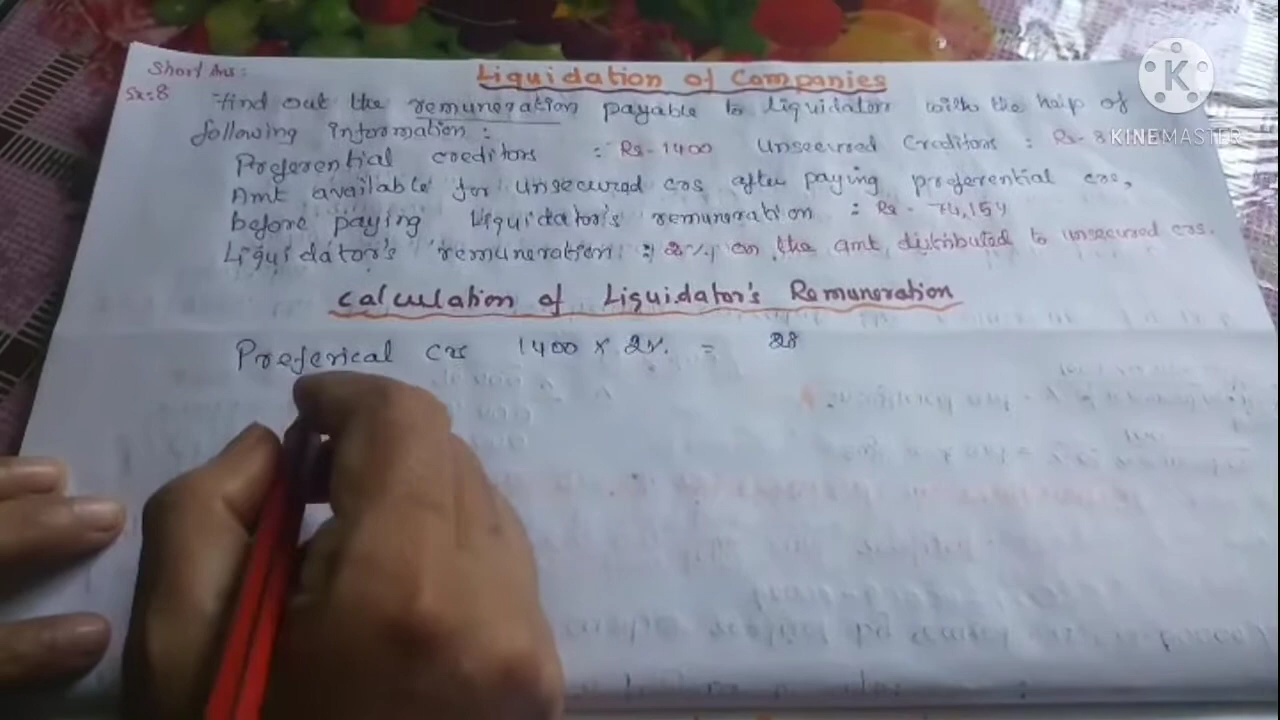 Short Ans:
Liquidation of Companies
Sx:8
Find out the remuneration payable to liquidators with the help of
following information:
Preferential creditors : Rs-1400 Unsecured Creditors : Rs-8
Amt available for unsecured crs after paying preferential crs,
before paying Liquidator's remuneration : Rs - 74,154
Liquidator's remuneration : 2% on the amt distributed to unsecured crs.
Calculation of Liquidator's Remuneration
Preferical crs 1400 x 2%. = 28
K
KINEMASTER